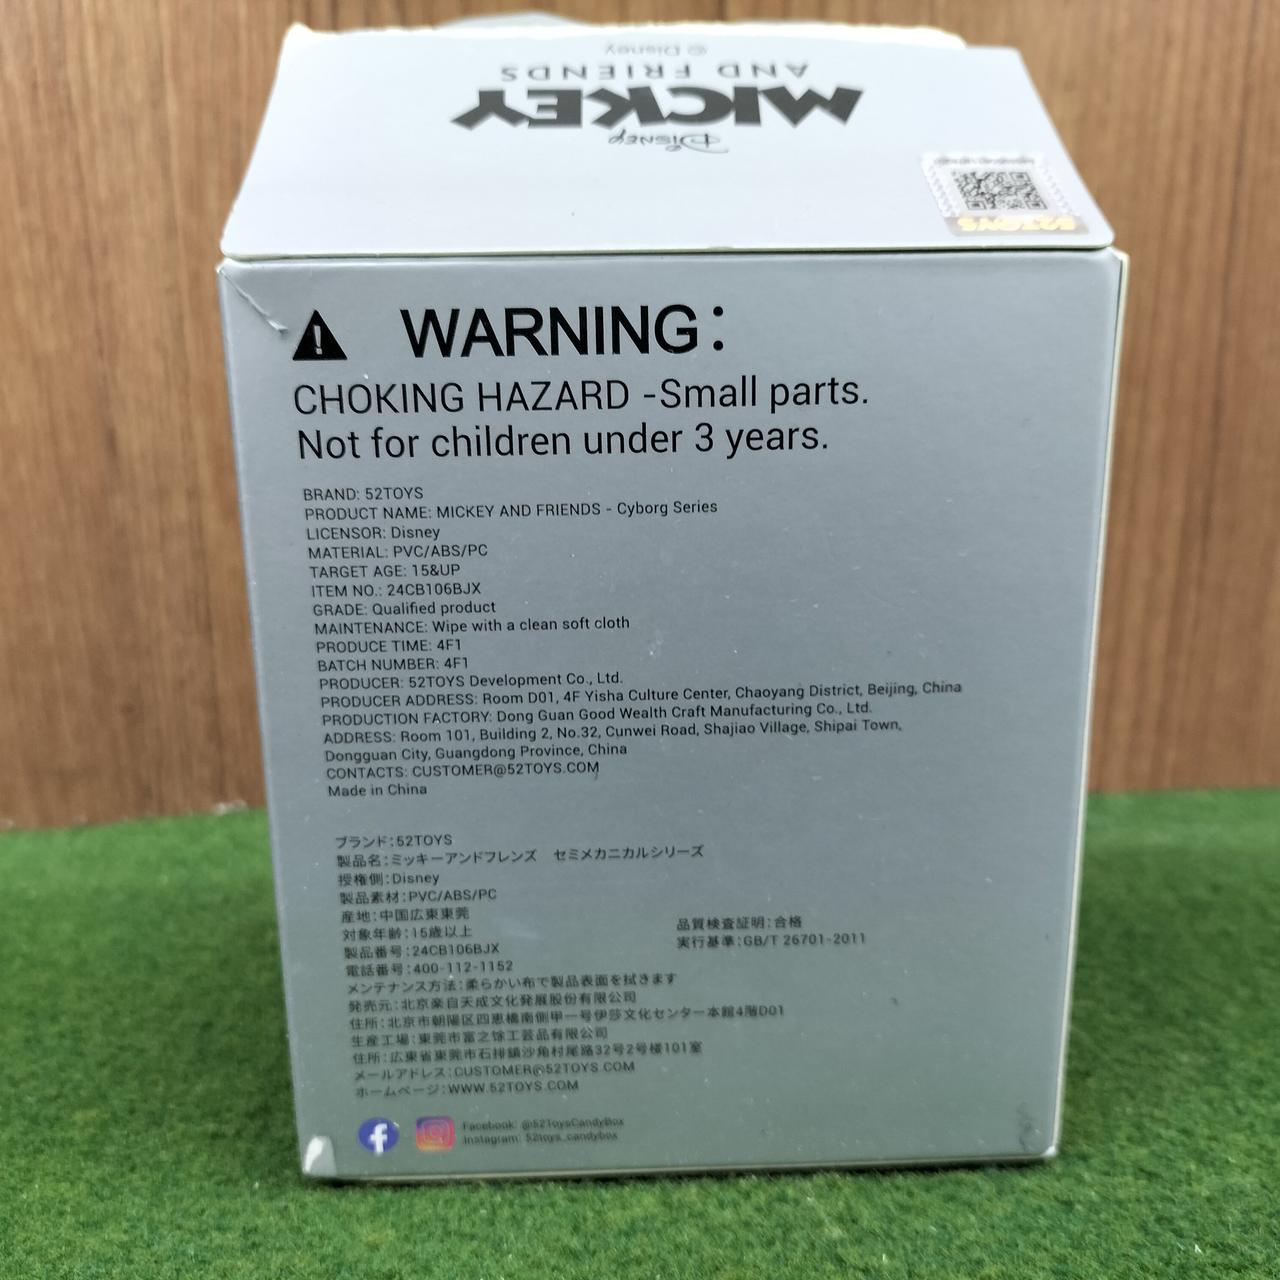 © Disney
AND FRIENDS
MICKEY
Disney
52TOYS
WARNING:
CHOKING HAZARD -Small parts.
Not for children under 3 years.
BRAND: 52TOYS
PRODUCT NAME: MICKEY AND FRIENDS - Cyborg Series
LICENSOR: Disney
MATERIAL: PVC/ABS/PC
TARGET AGE: 15&UP
ITEM NO.: 24CB106BJX
GRADE: Qualified product
MAINTENANCE: Wipe with a clean soft cloth
PRODUCE TIME: 4F1
BATCH NUMBER: 4F1
PRODUCER: 52TOYS Development Co., Ltd.
PRODUCER ADDRESS: Room D01, 4F Yisha Culture Center, Chaoyang District, Beijing, China
PRODUCTION FACTORY: Dong Guan Good Wealth Craft Manufacturing Co., Ltd.
ADDRESS: Room 101, Building 2, No.32, Cunwei Road, Shajiao Village, Shipai Town,
Dongguan City, Guangdong Province, China
CONTACTS: CUSTOMER@52TOYS.COM
Made in China
ブランド:52TOYS
製品名:ミッキーアンドフレンズ セミメカニカルシリーズ
授権側:Disney
製品素材:PVC/ABS/PC
産地:中国広東東莞
対象年齢:15歳以上 品質検査証明:合格
製品番号:24CB106BJX 実行基準:GB/T 26701-2011
電話番号:400-112-1152
メンテナンス方法:柔らかい布で製品表面を拭きます
発売元:北京楽自天成文化発展股份有限公司
住所:北京市朝陽区四恵橋南側甲一号伊莎文化センター本館4階D01
生産工場:東莞市富之馀工芸品有限公司
住所:広東省東莞市石排鎮沙角村尾路32号2号楼101室
メールアドレス:CUSTOMER@52TOYS.COM
ホームページ:WWW.52TOYS.COM
Facebook: @52ToysCandyBox
Instagram: 52toys_candybox